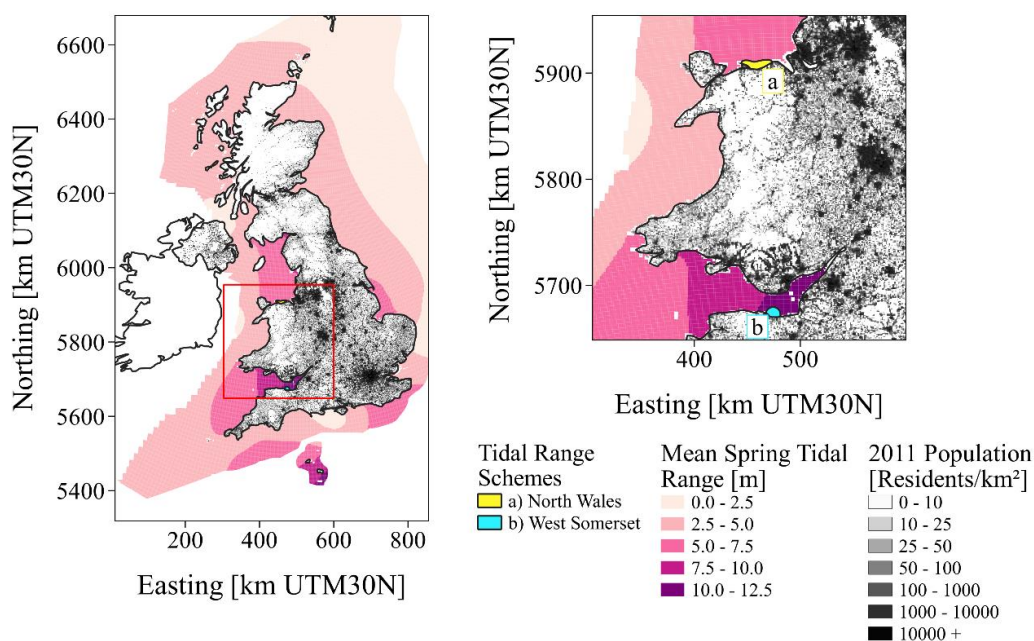 6600
6400
6200
6000
5800
5600
5400
Northing [km UTM30N]
200
400
600
800
Easting [km UTM30N]
5900
5800
5700
Northing [km UTM30N]
a
b
400
500
Easting [km UTM30N]
Tidal Range
Schemes
a) North Wales
b) West Somerset
Mean Spring Tidal
Range [m]
0.0 - 2.5
2.5 - 5.0
5.0 - 7.5
7.5 - 10.0
10.0 - 12.5
2011 Population
[Residents/km²]
0 - 10
10 - 25
25 - 50
50 - 100
100 - 1000
1000 - 10000
10000 +